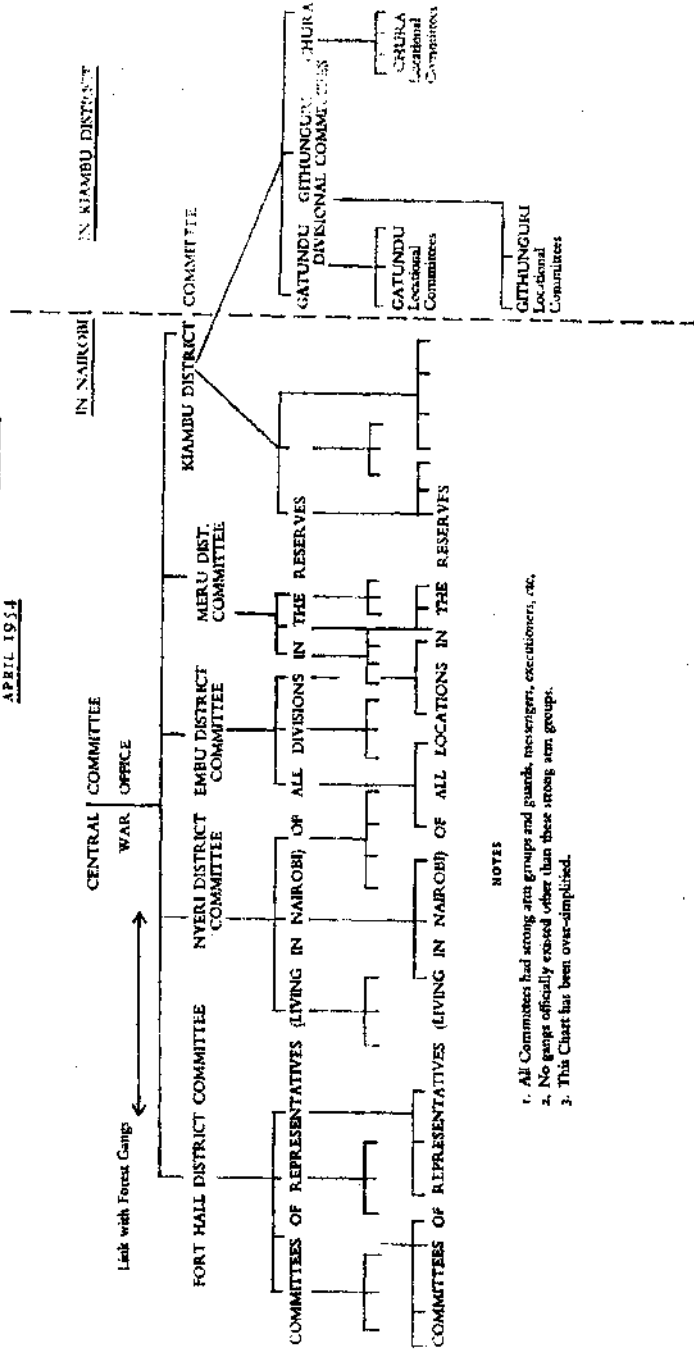 APRIL 1954
IN NAIROBI
IN KIAMBU DISTRICT
CENTRAL COMMITTEE
WAR OFFICE
Link with Forest Gangs
FORT HALL DISTRICT COMMITTEE
NYERI DISTRICT
COMMITTEE
EMBU DISTRICT
COMMITTEE
MERU DIST.
COMMITTEE
KIAMBU DISTRICT COMMITTEE
COMMITTEES OF REPRESENTATIVES (LIVING IN NAIROBI) OF ALL DIVISIONS IN THE RESERVES
GATUNDU GITHUNGURI CHURA
DIVISIONAL COMMITTEES
COMMITTEES OF REPRESENTATIVES (LIVING IN NAIROBI) OF ALL LOCATIONS IN THE RESERVES
GATUNDU
Locational
Committees
CHURA
Locational
Committees
GITHUNGURI
Locational
Committees
NOTES
1. All Committees had strong arm groups and guards, messengers, executioners, etc.
2. No gangs officially existed other than these strong arm groups.
3. This Chart has been over-simplified.